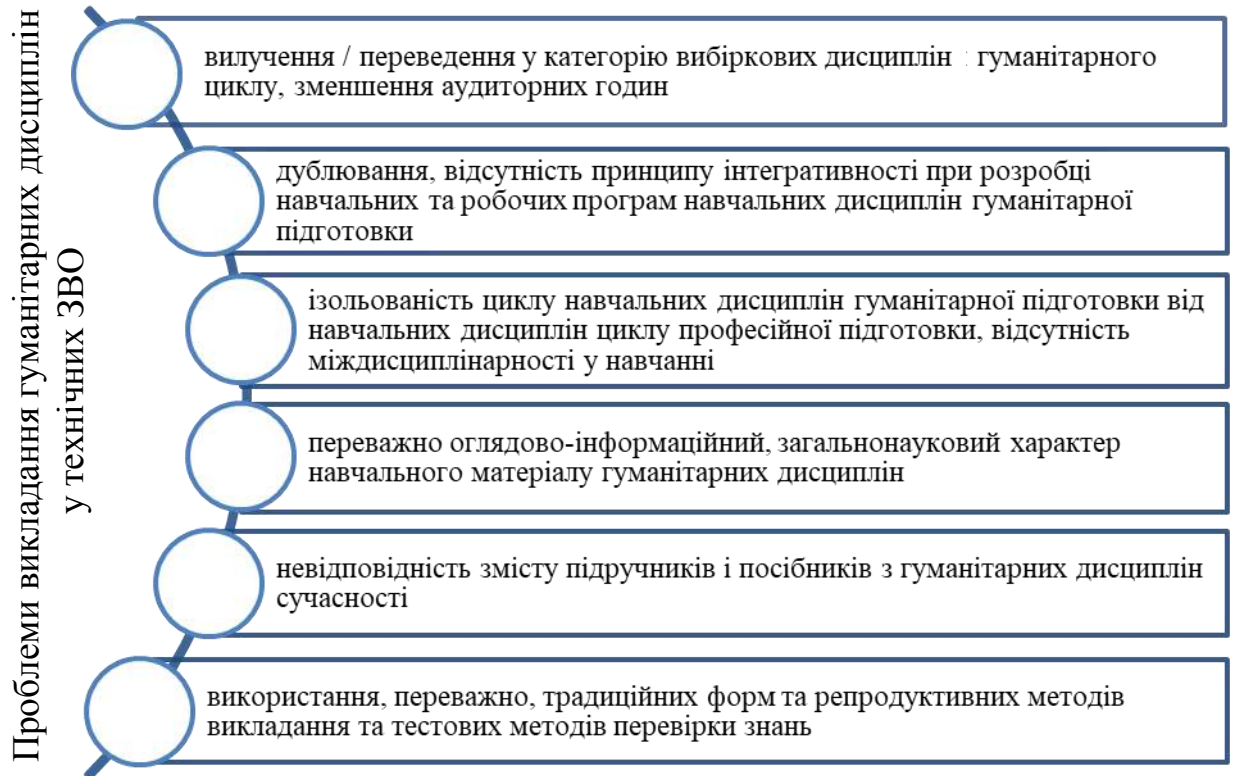 Проблеми викладання гуманітарних дисциплін
у технічних ЗВО
вилучення / переведення у категорію вибіркових дисциплін : гуманітарного
циклу, зменшення аудиторних годин
дублювання, відсутність принципу інтегративності при розробці
навчальних та робочих програм навчальних дисциплін гуманітарної
підготовки
ізольованість циклу навчальних дисциплін гуманітарної підготовки від
навчальних дисциплін циклу професійної підготовки, відсутність
міждисциплінарності у навчанні
переважно оглядово-інформаційний, загальнонауковий характер
навчального матеріалу гуманітарних дисциплін
невідповідність змісту підручників і посібників з гуманітарних дисциплін
сучасності
використання, переважно, традиційних форм та репродуктивних методів
викладання та тестових методів перевірки знань